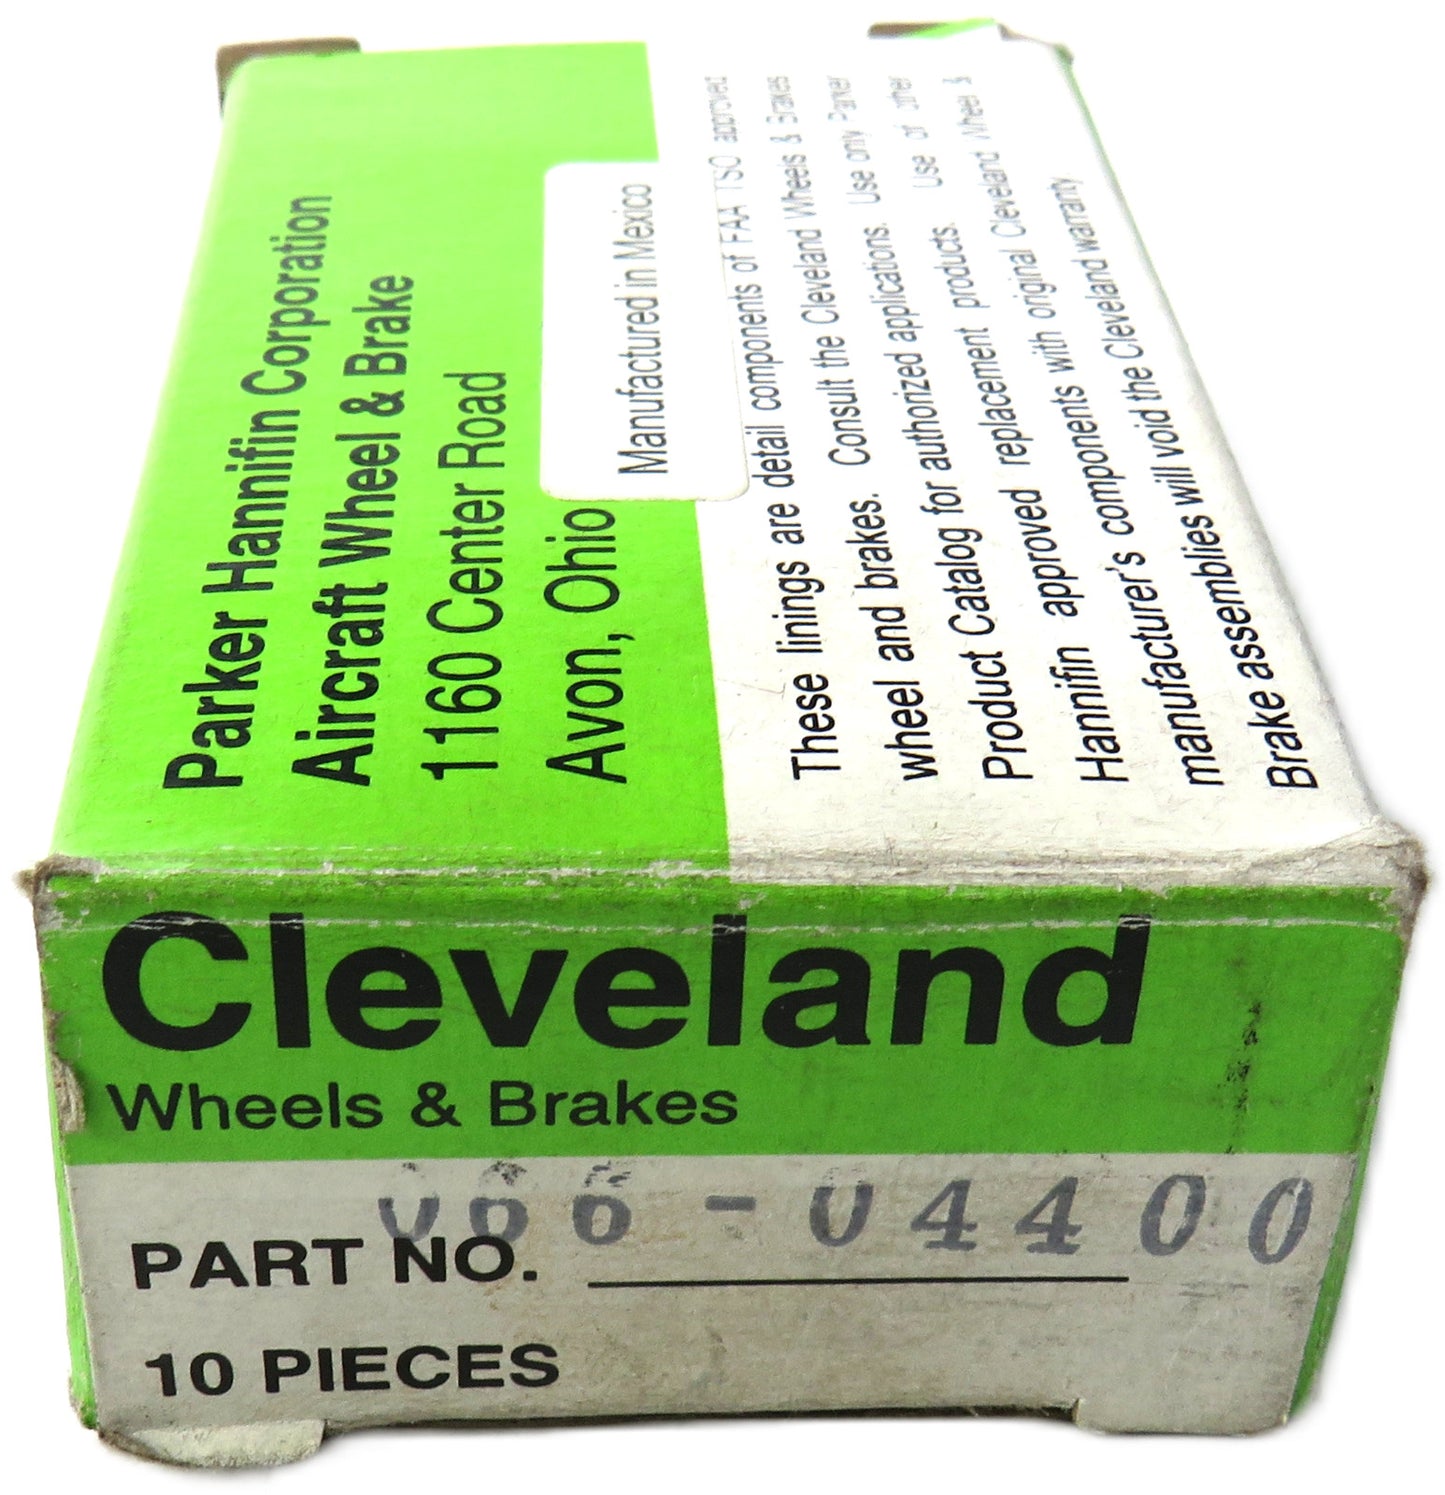 Parker Hannifin Corporation
Aircraft Wheel & Brake
1160 Center Road
Avon, Ohio
Manufactured in Mexico
These linings are detail components of FAA TSO approved
wheel and brakes. Consult the Cleveland Wheels & Brakes
Product Catalog for authorized applications. Use only Parker
Hannifin approved replacement products. Use of other
manufacturer's components with original Cleveland Wheel &
Brake assemblies will void the Cleveland warranty
Cleveland
Wheels & Brakes
PART NO. 066-04400
10 PIECES